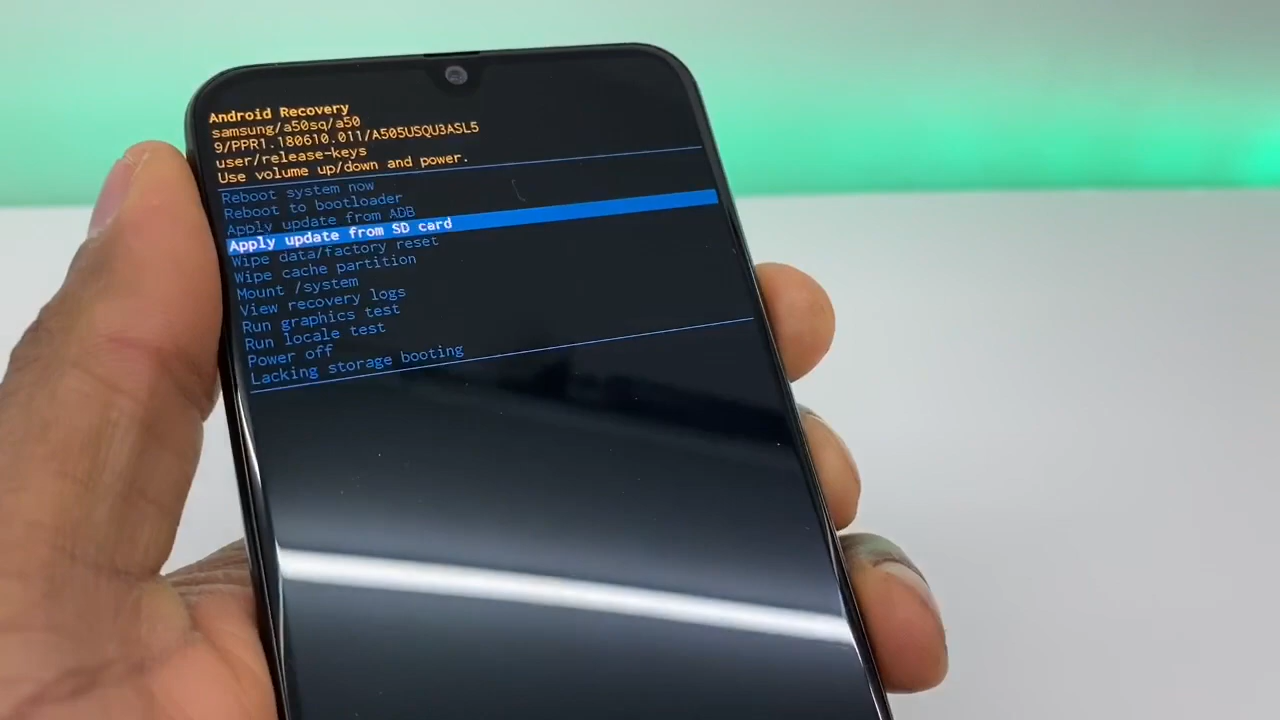 Android Recovery
samsung/a50sq/a50
9/PPR1.180610.011/A505USQU3ASL5
user/release-keys
Use volume up/down and power.
Reboot system now
Reboot to bootloader
Apply update from ADB
Apply update from SD card
Wipe data/factory reset
Wipe cache partition
Mount /system
View recovery logs
Run graphics test
Run locale test
Power off
Lacking storage booting